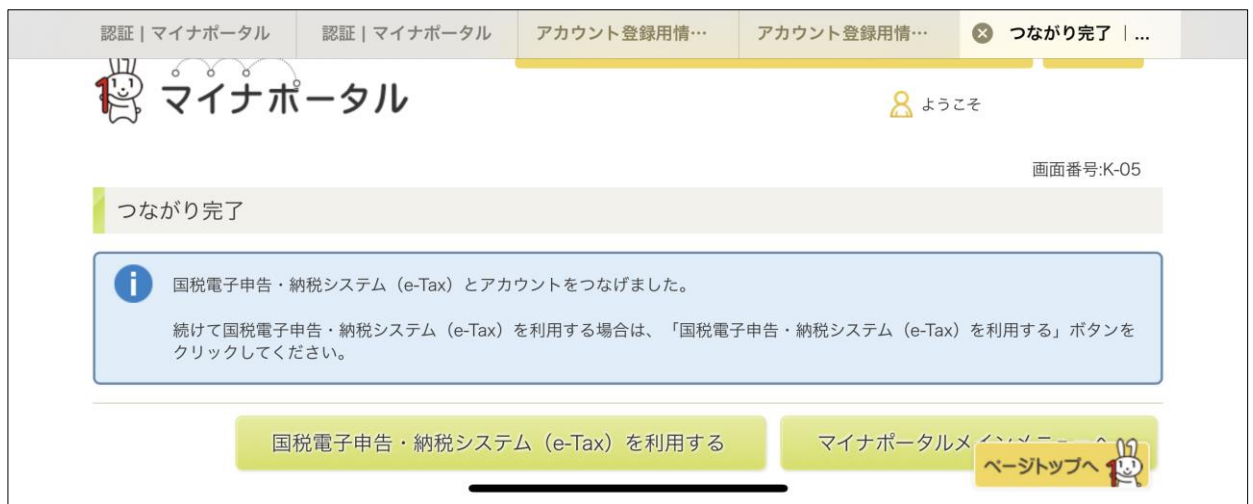 認証 | マイナポータル
認証 | マイナポータル
アカウント登録用情…
アカウント登録用情…
つながり完了 | ...
マイナポータル
ようこそ
画面番号:K-05
つながり完了
国税電子申告・納税システム（e-Tax）とアカウントをつなげました。
続けて国税電子申告・納税システム（e-Tax）を利用する場合は、「国税電子申告・納税システム（e-Tax）を利用する」ボタンを
クリックしてください。
国税電子申告・納税システム（e-Tax）を利用する
マイナポータルメインメニューへ
ページトップへ